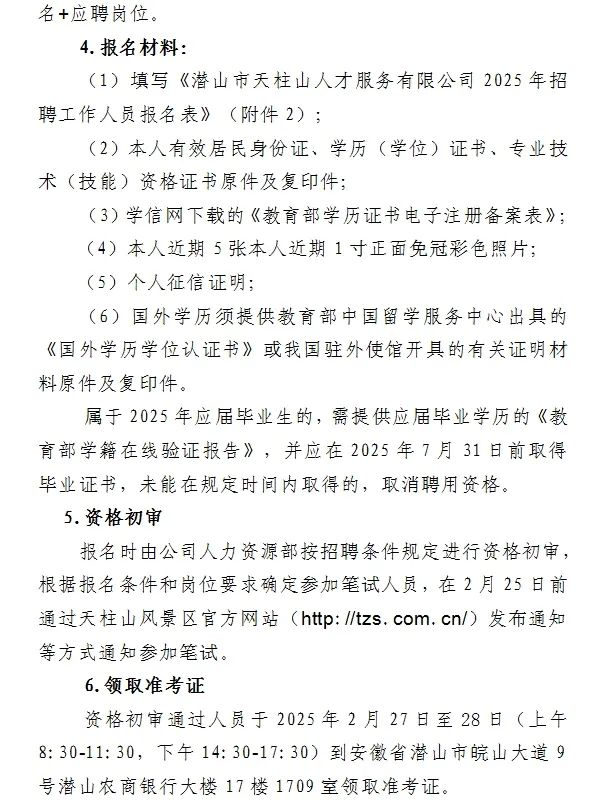 名+应聘岗位。
4.报名材料：
（1）填写《潜山市天柱山人才服务有限公司 2025 年招
聘工作人员报名表》（附件 2）；
（2）本人有效居民身份证、学历（学位）证书、专业技
术（技能）资格证书原件及复印件；
（3）学信网下载的《教育部学历证书电子注册备案表》；
（4）本人近期 5 张本人近期 1 寸正面免冠彩色照片；
（5）个人征信证明；
（6）国外学历须提供教育部中国留学服务中心出具的
《国外学历学位认证书》或我国驻外使馆开具的有关证明材
料原件及复印件。
属于 2025 年应届毕业生的，需提供应届毕业学历的《教
育部学籍在线验证报告》，并应在 2025 年 7 月 31 日前取得
毕业证书，未能在规定时间内取得的，取消聘用资格。
5.资格初审
报名时由公司人力资源部按招聘条件规定进行资格初审，
根据报名条件和岗位要求确定参加笔试人员，在 2 月 25 日前
通过天柱山风景区官方网站（http://tzs.com.cn/）发布通知
等方式通知参加笔试。
6.领取准考证
资格初审通过人员于 2025 年 2 月 27 日至 28 日（上午
8:30-11:30，下午 14:30-17:30）到安徽省潜山市皖山大道 9
号潜山农商银行大楼 17 楼 1709 室领取准考证。